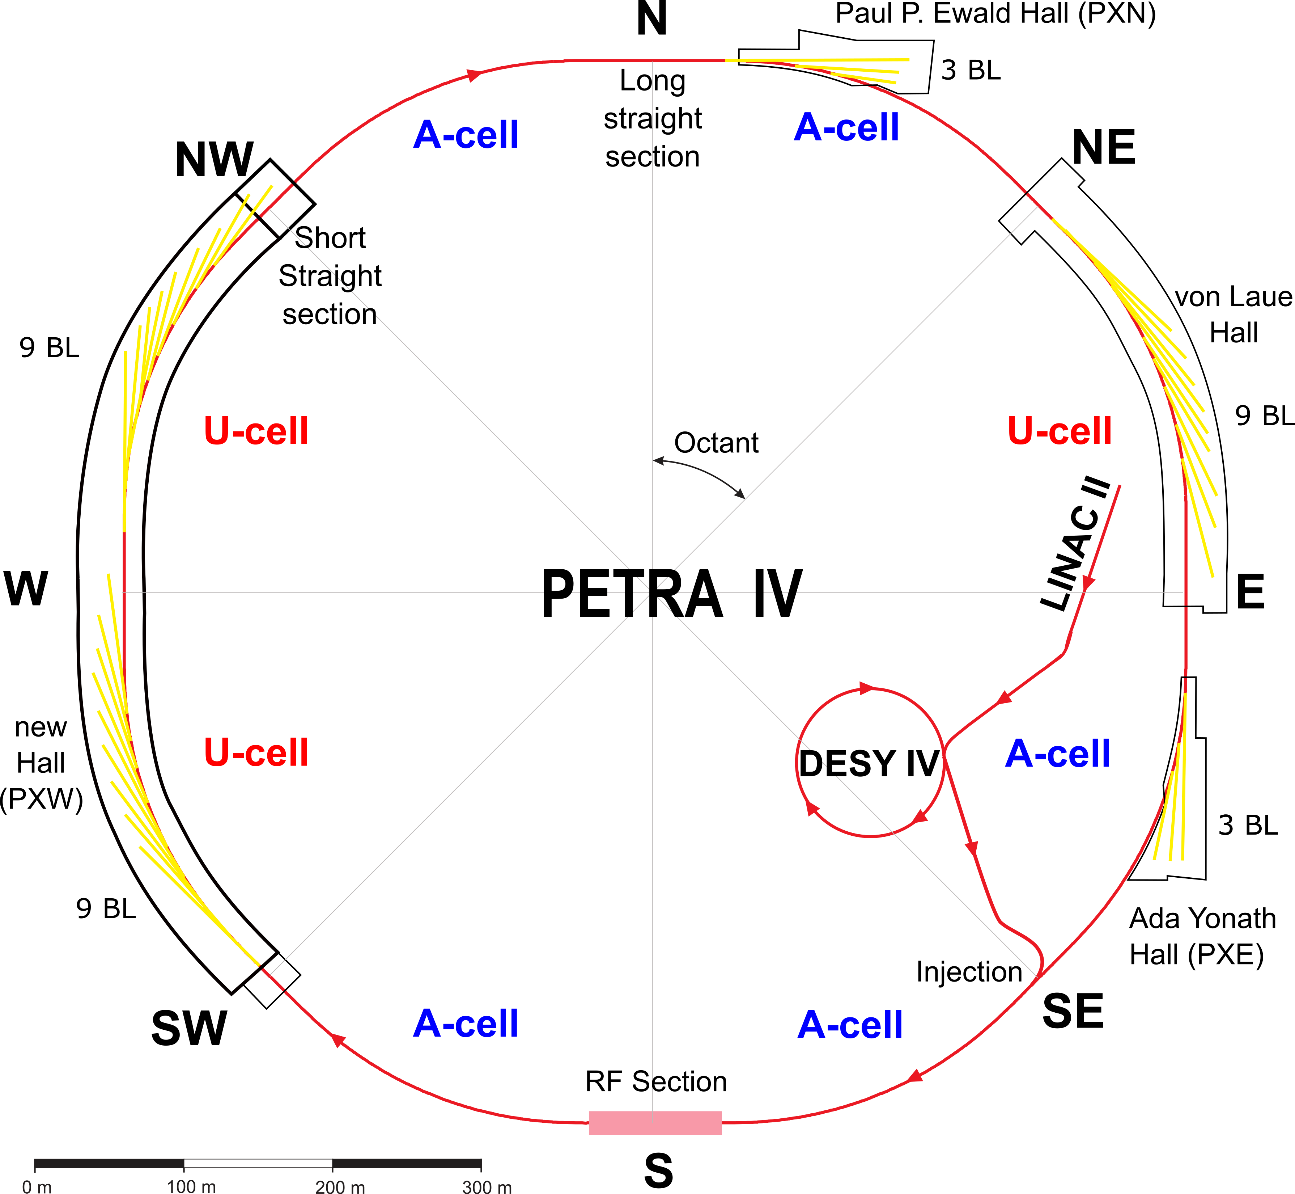 N
Paul P. Ewald Hall (PXN)
3 BL
Long
straight
section
A-cell
A-cell
NW
NE
Short
Straight
section
von Laue
Hall
9 BL
9 BL
U-cell
U-cell
Octant
LINAC II
W
PETRA IV
E
new
Hall
(PXW)
U-cell
DESY IV
A-cell
3 BL
9 BL
Ada Yonath
Hall (PXE)
Injection
SW
A-cell
A-cell
SE
RF Section
S
0 m
100 m
200 m
300 m